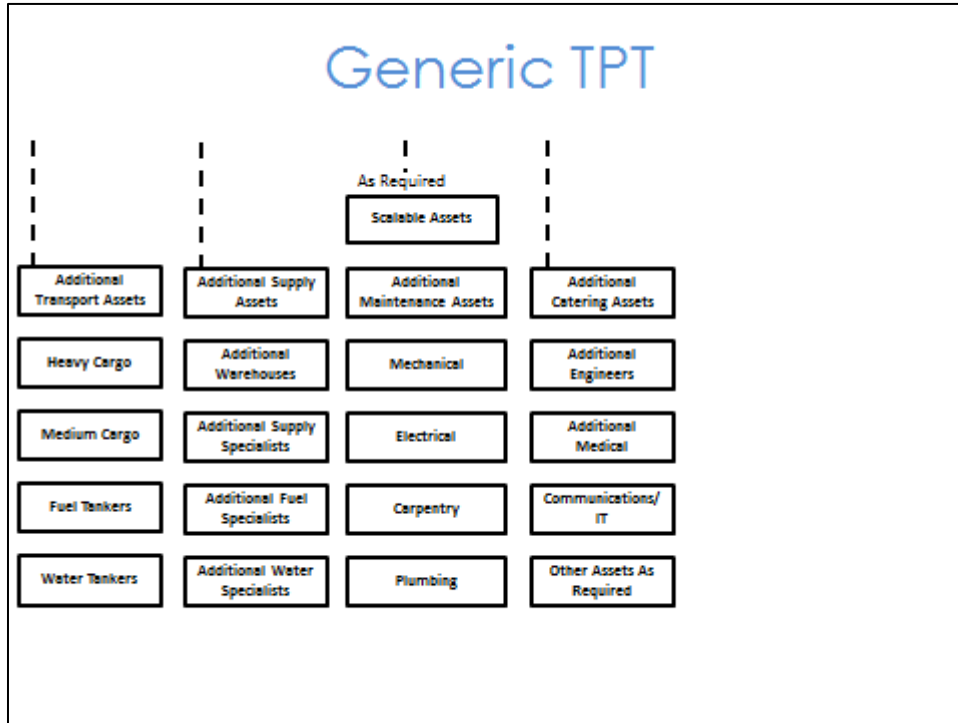 Generic TPT
As Required
Scalable Assets
Additional
Transport Assets
Additional Supply
Assets
Additional
Maintenance Assets
Additional
Catering Assets
Heavy Cargo
Additional
Warehouses
Mechanical
Additional
Engineers
Medium Cargo
Additional Supply
Specialists
Electrical
Additional
Medical
Fuel Tankers
Additional Fuel
Specialists
Carpentry
Communications/
IT
Water Tankers
Additional Water
Specialists
Plumbing
Other Assets As
Required